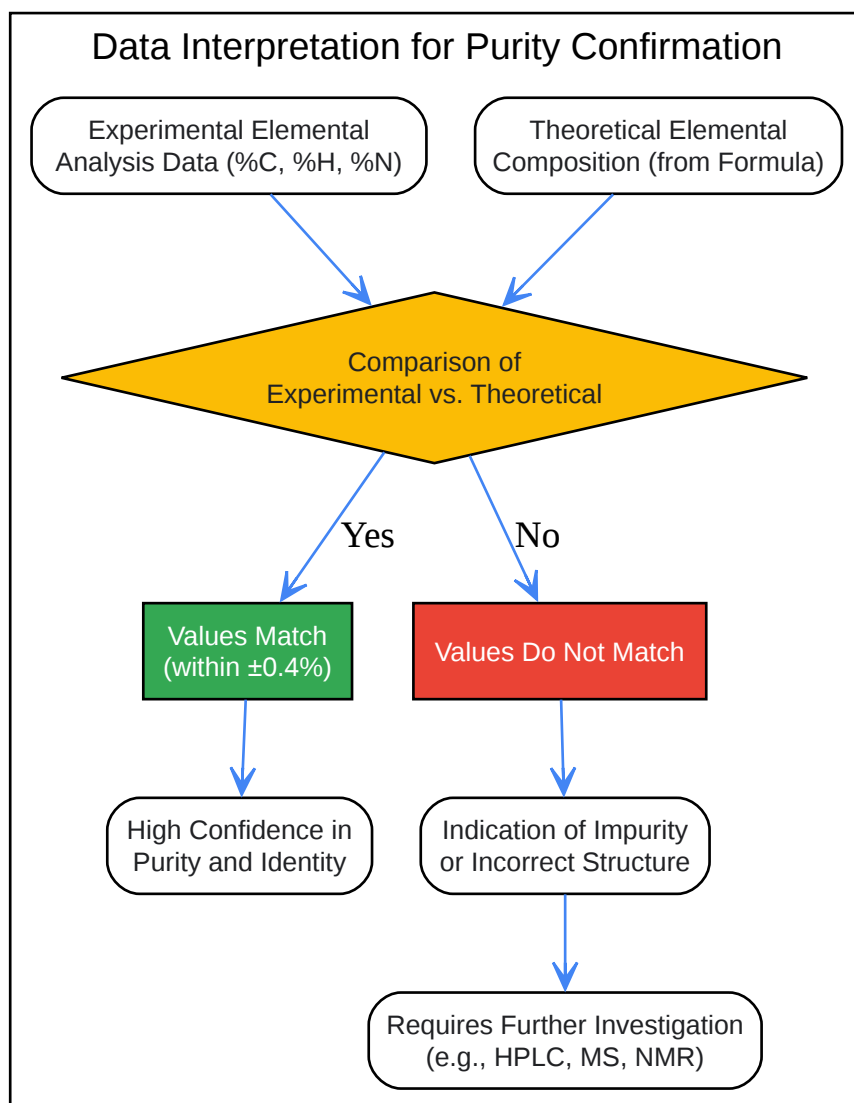 Data Interpretation for Purity Confirmation
Experimental Elemental
Analysis Data (%C, %H, %N)
Theoretical Elemental
Composition (from Formula)
Comparison of
Experimental vs. Theoretical
Yes
No
Values Match
(within ±0.4%)
Values Do Not Match
High Confidence in
Purity and Identity
Indication of Impurity
or Incorrect Structure
Requires Further Investigation
(e.g., HPLC, MS, NMR)